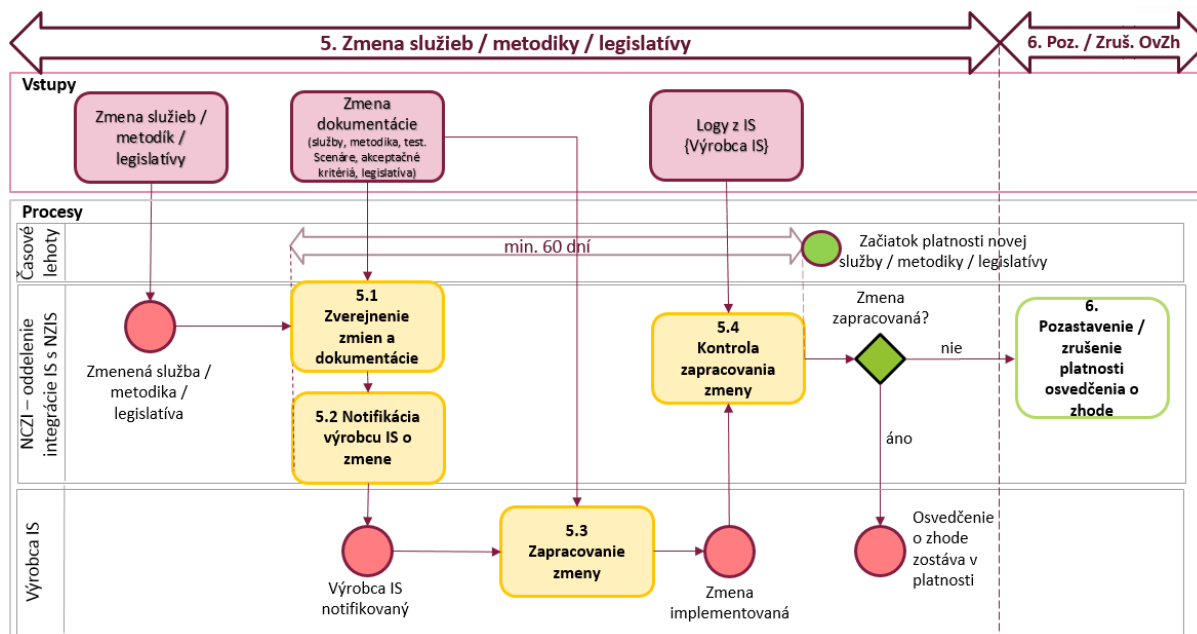 5. Zmena služieb / metodiky / legislatívy
6. Poz. / Zruš. OvZh
Vstupy
Zmena služieb /
metodík /
legislatívy
Zmena
dokumentácie
(služby, metodika, test.
Scenáre, akceptačné
kritériá, legislatíva)
Logy z IS
{Výrobca IS}
Procesy
Časové
lehoty
min. 60 dní
Začiatok platnosti novej
služby / metodiky / legislatívy
NCZI – oddelenie
integrácie IS s NZIS
Zmenená služba /
metodika /
legislatíva
5.1
Zverejnenie
zmien a
dokumentácie
5.2 Notifikácia
výrobcu IS o
zmene
5.4
Kontrola
zapracovania
zmeny
Zmena
zapracovaná?
nie
áno
6.
Pozastavenie /
zrušenie
platnosti
osvedčenia o
zhode
Výrobca IS
Výrobca IS
notifikovaný
5.3
Zapracovanie
zmeny
Zmena
implementovaná
Osvedčenie
o zhode
zostáva v
platnosti